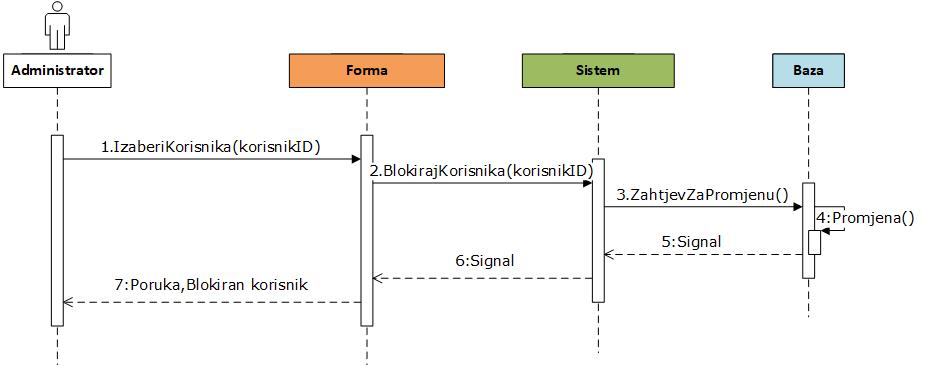 Administrator
Forma
Sistem
Baza
1.IzaberiKorisnika(korisnikID)
2.BlokirajKorisnika(korisnikID)
3.ZahtjevZaPromjenu()
4:Promjena()
5:Signal
6:Signal
7:Poruka,Blokiran korisnik